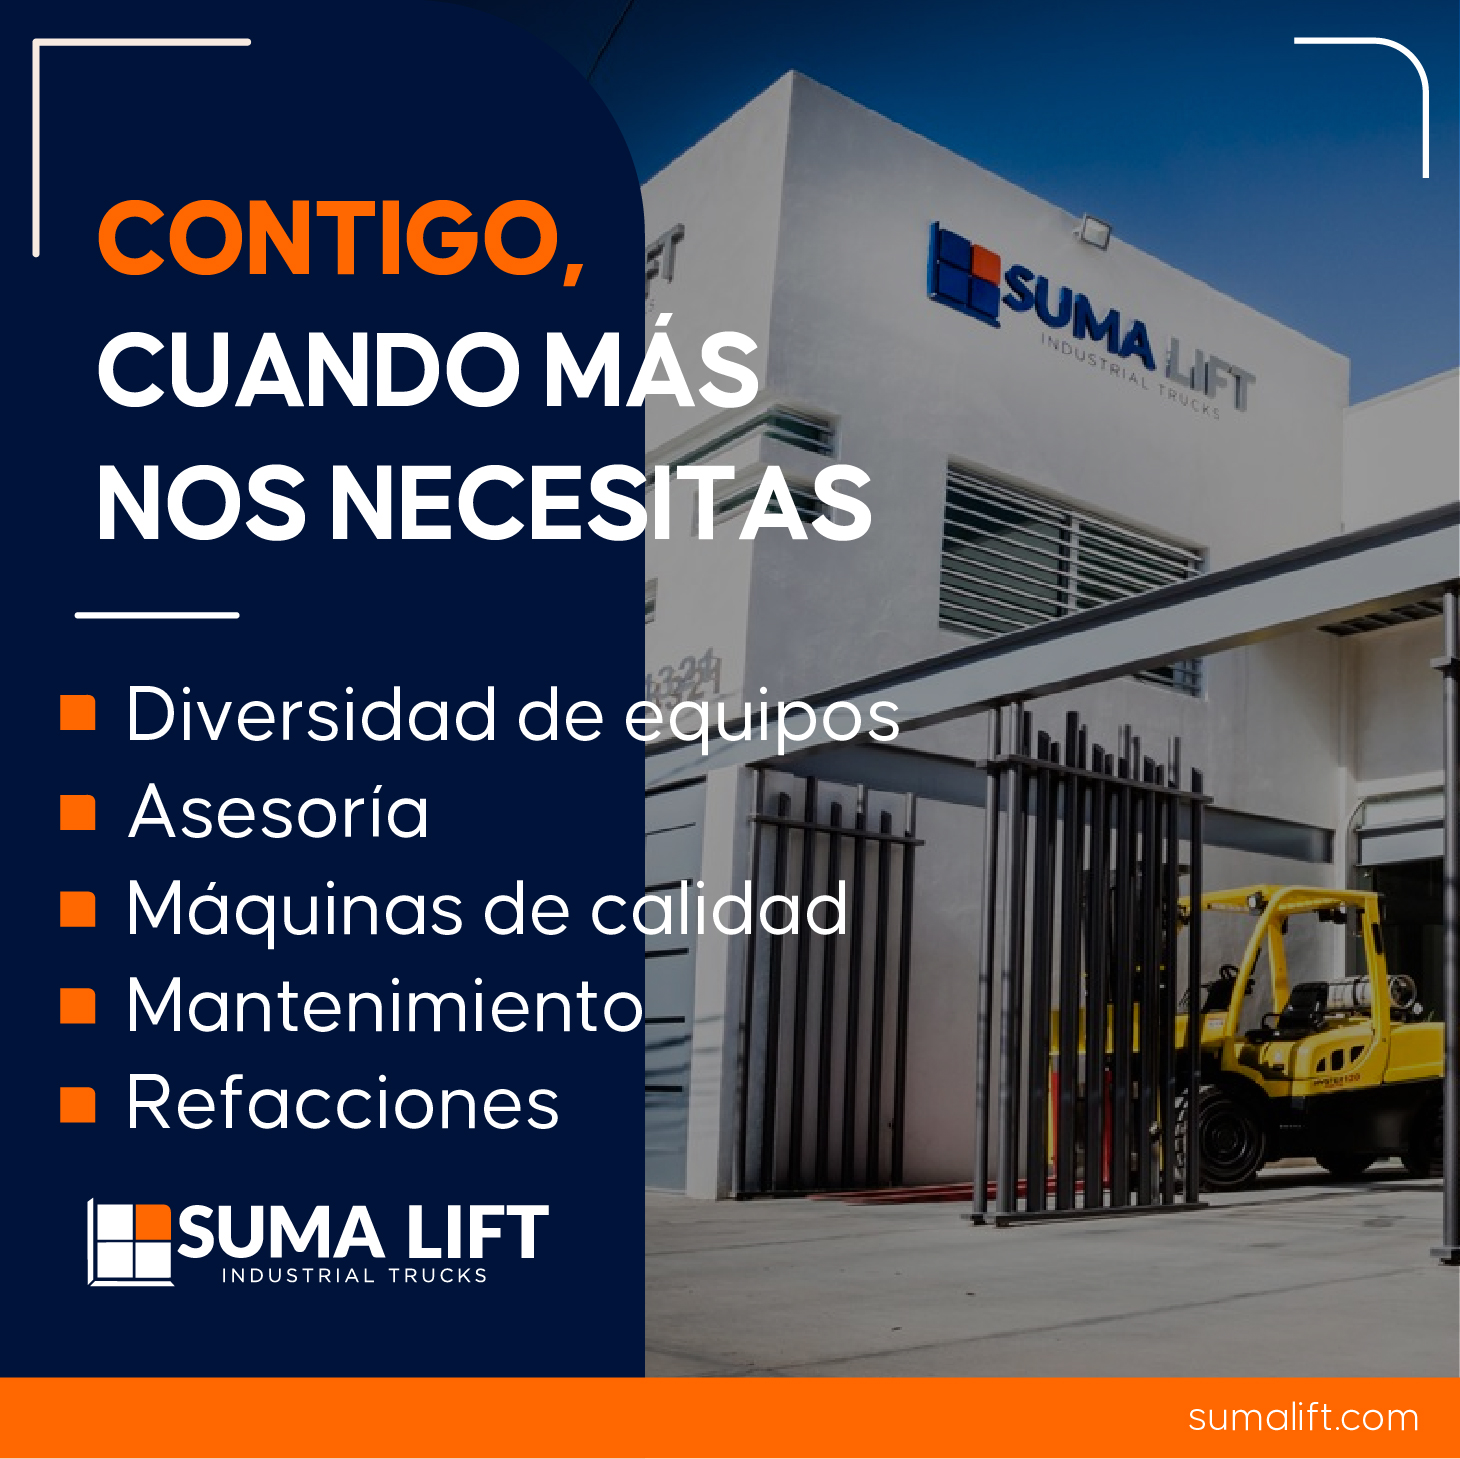 CONTIGO,
CUANDO MÁS
NOS NECESITAS
Diversidad de equipos
Asesoría
Máquinas de calidad
Mantenimiento
Refacciones
SUMA LIFT
INDUSTRIAL TRUCKS
SUMA LIFT
INDUSTRIAL TRUCKS
sumalift.com